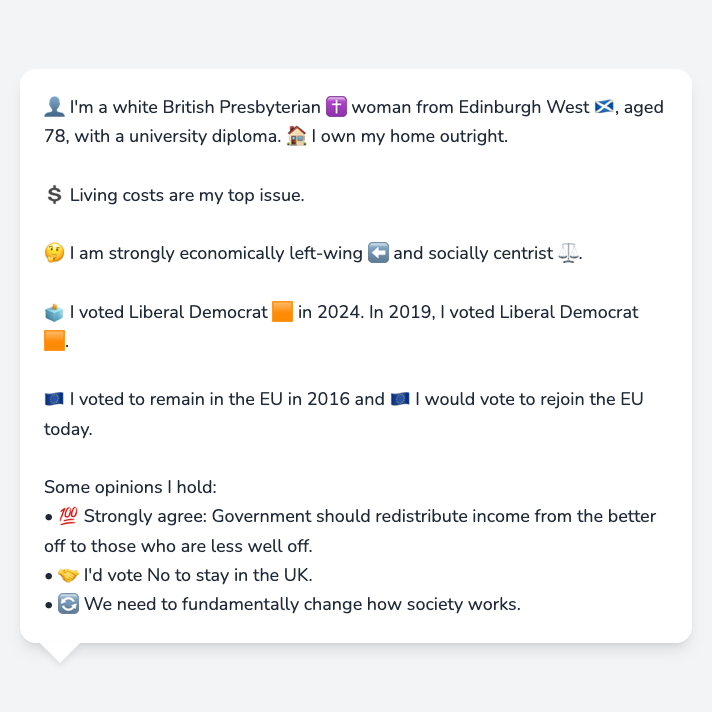 👤 I'm a white British Presbyterian ✝️ woman from Edinburgh West 🏴󠁧󠁢󠁳󠁣󠁴󠁿, aged
78, with a university diploma. 🏠 I own my home outright.
💲 Living costs are my top issue.
🤔 I am strongly economically left-wing ⬅️ and socially centrist ⚖️.
🗳️ I voted Liberal Democrat 🟧 in 2024. In 2019, I voted Liberal Democrat
🟧.
🇪🇺 I voted to remain in the EU in 2016 and 🇪🇺 I would vote to rejoin the EU
today.
Some opinions I hold:
• 💯 Strongly agree: Government should redistribute income from the better
off to those who are less well off.
• 🤝 I'd vote No to stay in the UK.
• 🔄 We need to fundamentally change how society works.